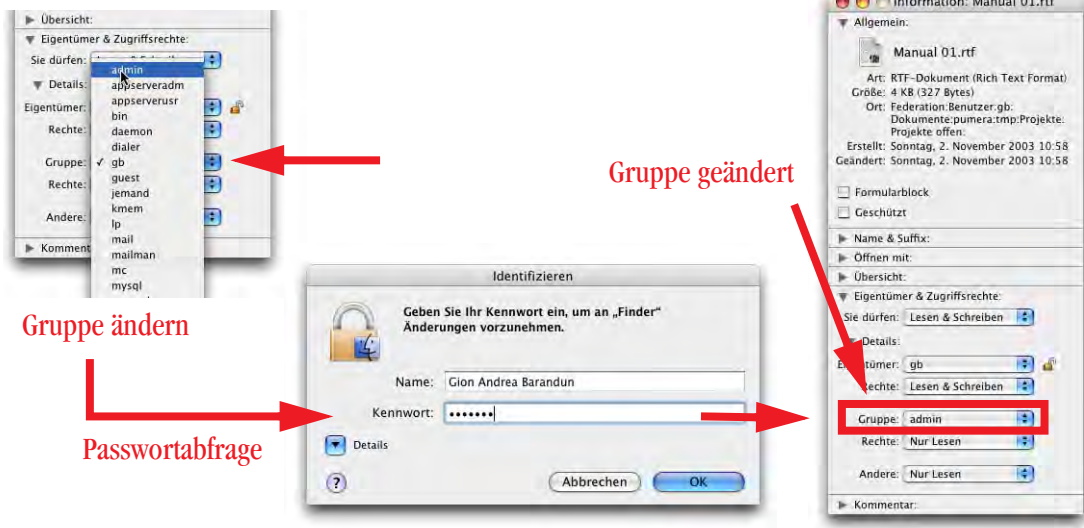 Übersicht:
Eigentümer & Zugriffsrechte:
Sie dürfen:
admin
Details:
appserveradm
appserverusr
Eigentümer:
bin
Rechte:
daemon
dialer
Gruppe: ✓ gb
guest
Rechte:
jemand
kmem
Andere:
lp
mail
Komment
mailman
mc
mysql
Gruppe ändern
Passwortabfrage
Identifizieren
Geben Sie Ihr Kennwort ein, um an „Finder“
Änderungen vorzunehmen.
Name: Gion Andrea Barandun
Kennwort: •••••••
Details
?
Abbrechen OK
Gruppe geändert
Information: Manual 01.rtf
Allgemein:
Manual 01.rtf
Art: RTF-Dokument (Rich Text Format)
Größe: 4 KB (327 Bytes)
Ort: Federation:Benutzer:gb:
Dokumente:pumera:tmp:Projekte:
Projekte offen:
Erstellt: Sonntag, 2. November 2003 10:58
Geändert: Sonntag, 2. November 2003 10:58
Formularblock
Geschützt
Name & Suffix:
Öffnen mit:
Übersicht:
Eigentümer & Zugriffsrechte:
Sie dürfen: Lesen & Schreiben
Details:
Eigentümer: gb
Rechte: Lesen & Schreiben
Gruppe: admin
Rechte: Nur Lesen
Andere: Nur Lesen
Kommentar: